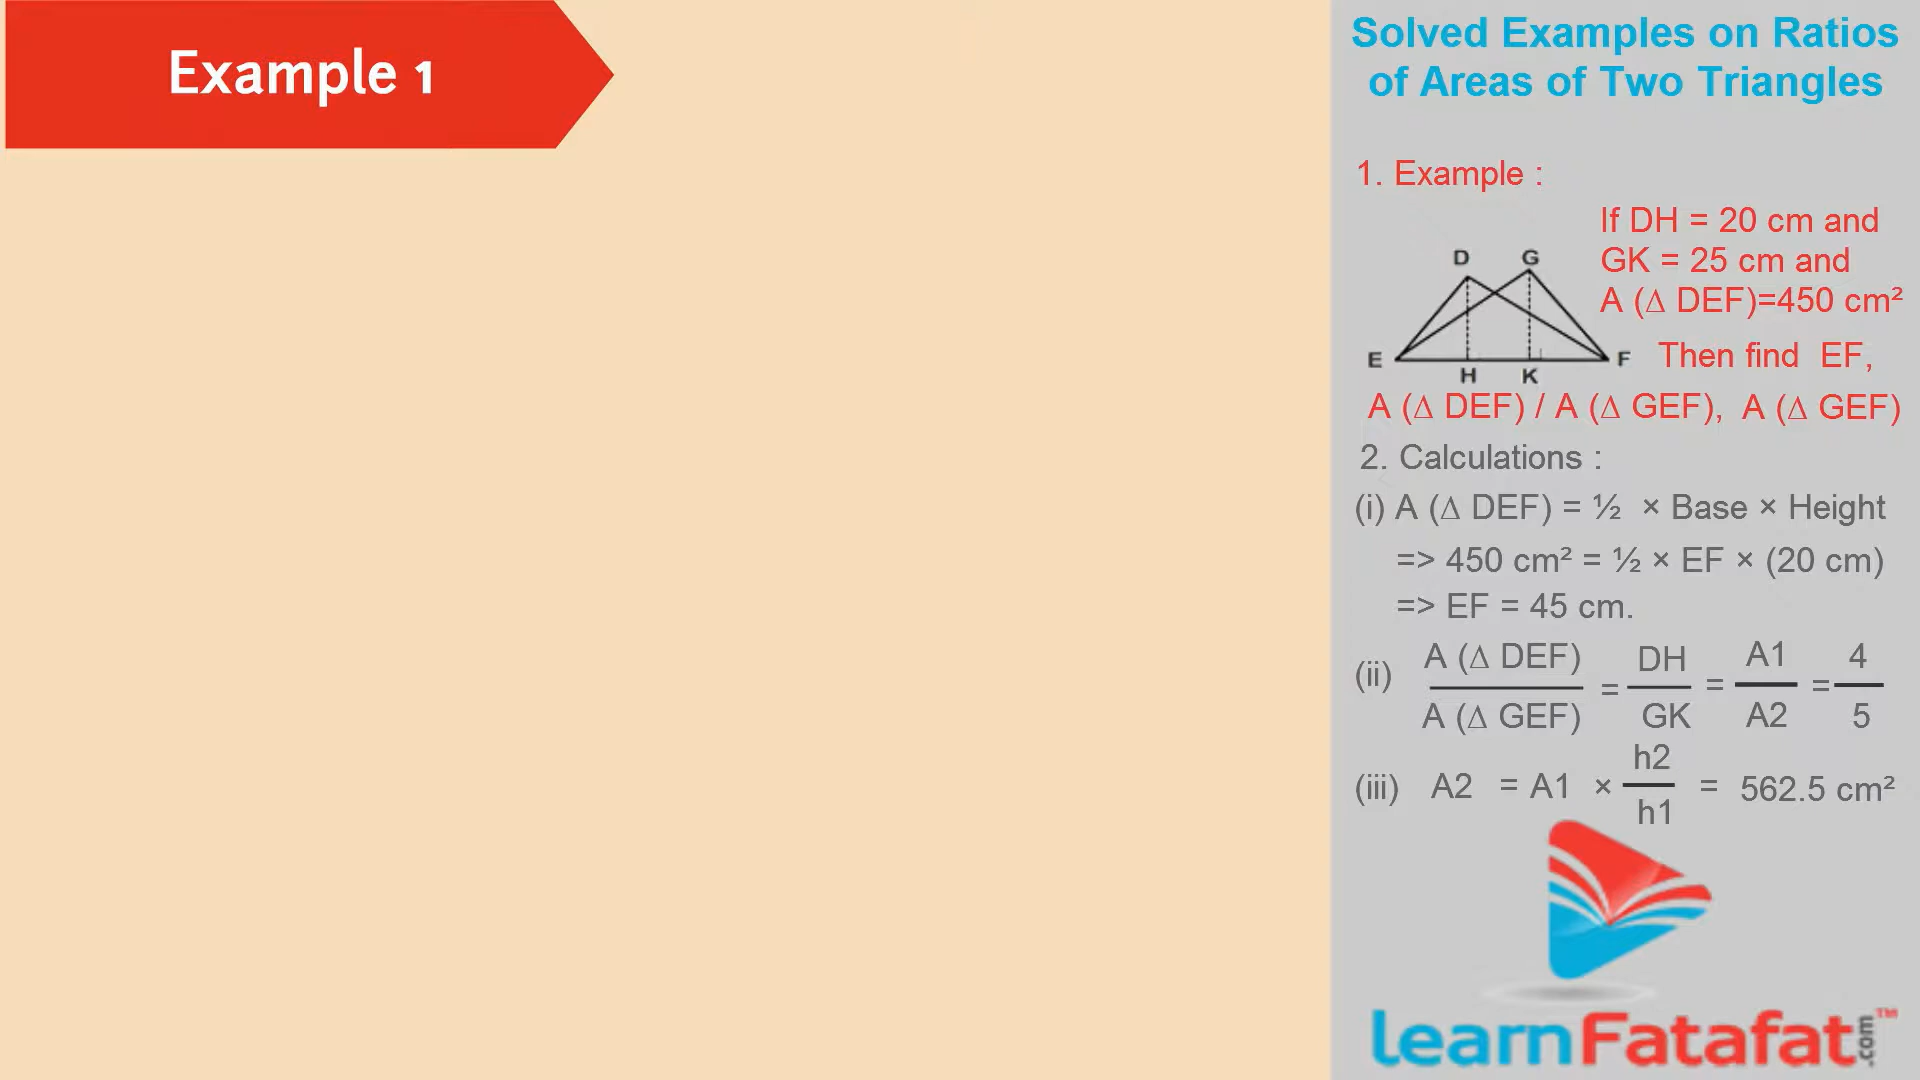 Example 1
Solved Examples on Ratios
of Areas of Two Triangles
1. Example :
If DH = 20 cm and
GK = 25 cm and
A (∆ DEF)=450 cm²
D G
E F
H K
Then find EF,
A (∆ DEF) / A (∆ GEF), A (∆ GEF)
2. Calculations :
(i) A (∆ DEF) = ½ × Base × Height
=> 450 cm² = ½ × EF × (20 cm)
=> EF = 45 cm.
(ii) A (∆ DEF) / A (∆ GEF) = DH / GK = A1 / A2 = 4 / 5
(iii) A2 = A1 × h2 / h1 = 562.5 cm²
learnFatafat.com™